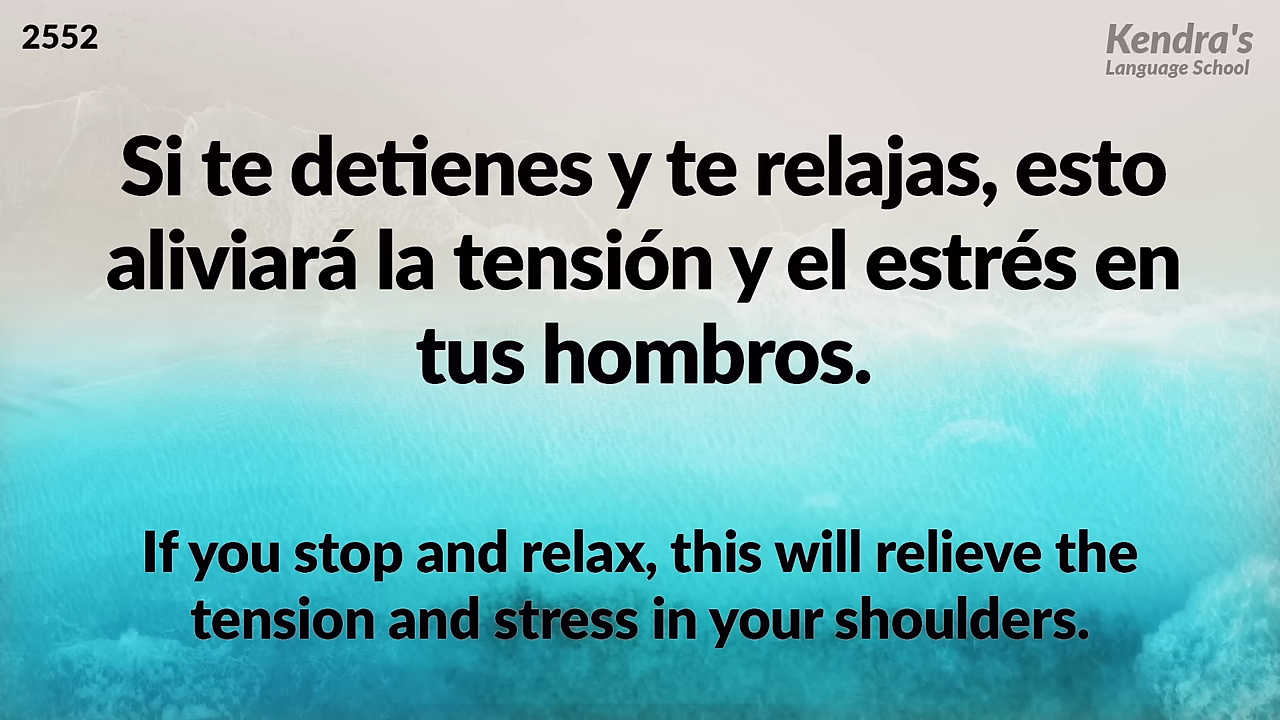 2552
Kendra's
Language School
Si te detienes y te relajas, esto
aliviará la tensión y el estrés en
tus hombros.
If you stop and relax, this will relieve the
tension and stress in your shoulders.